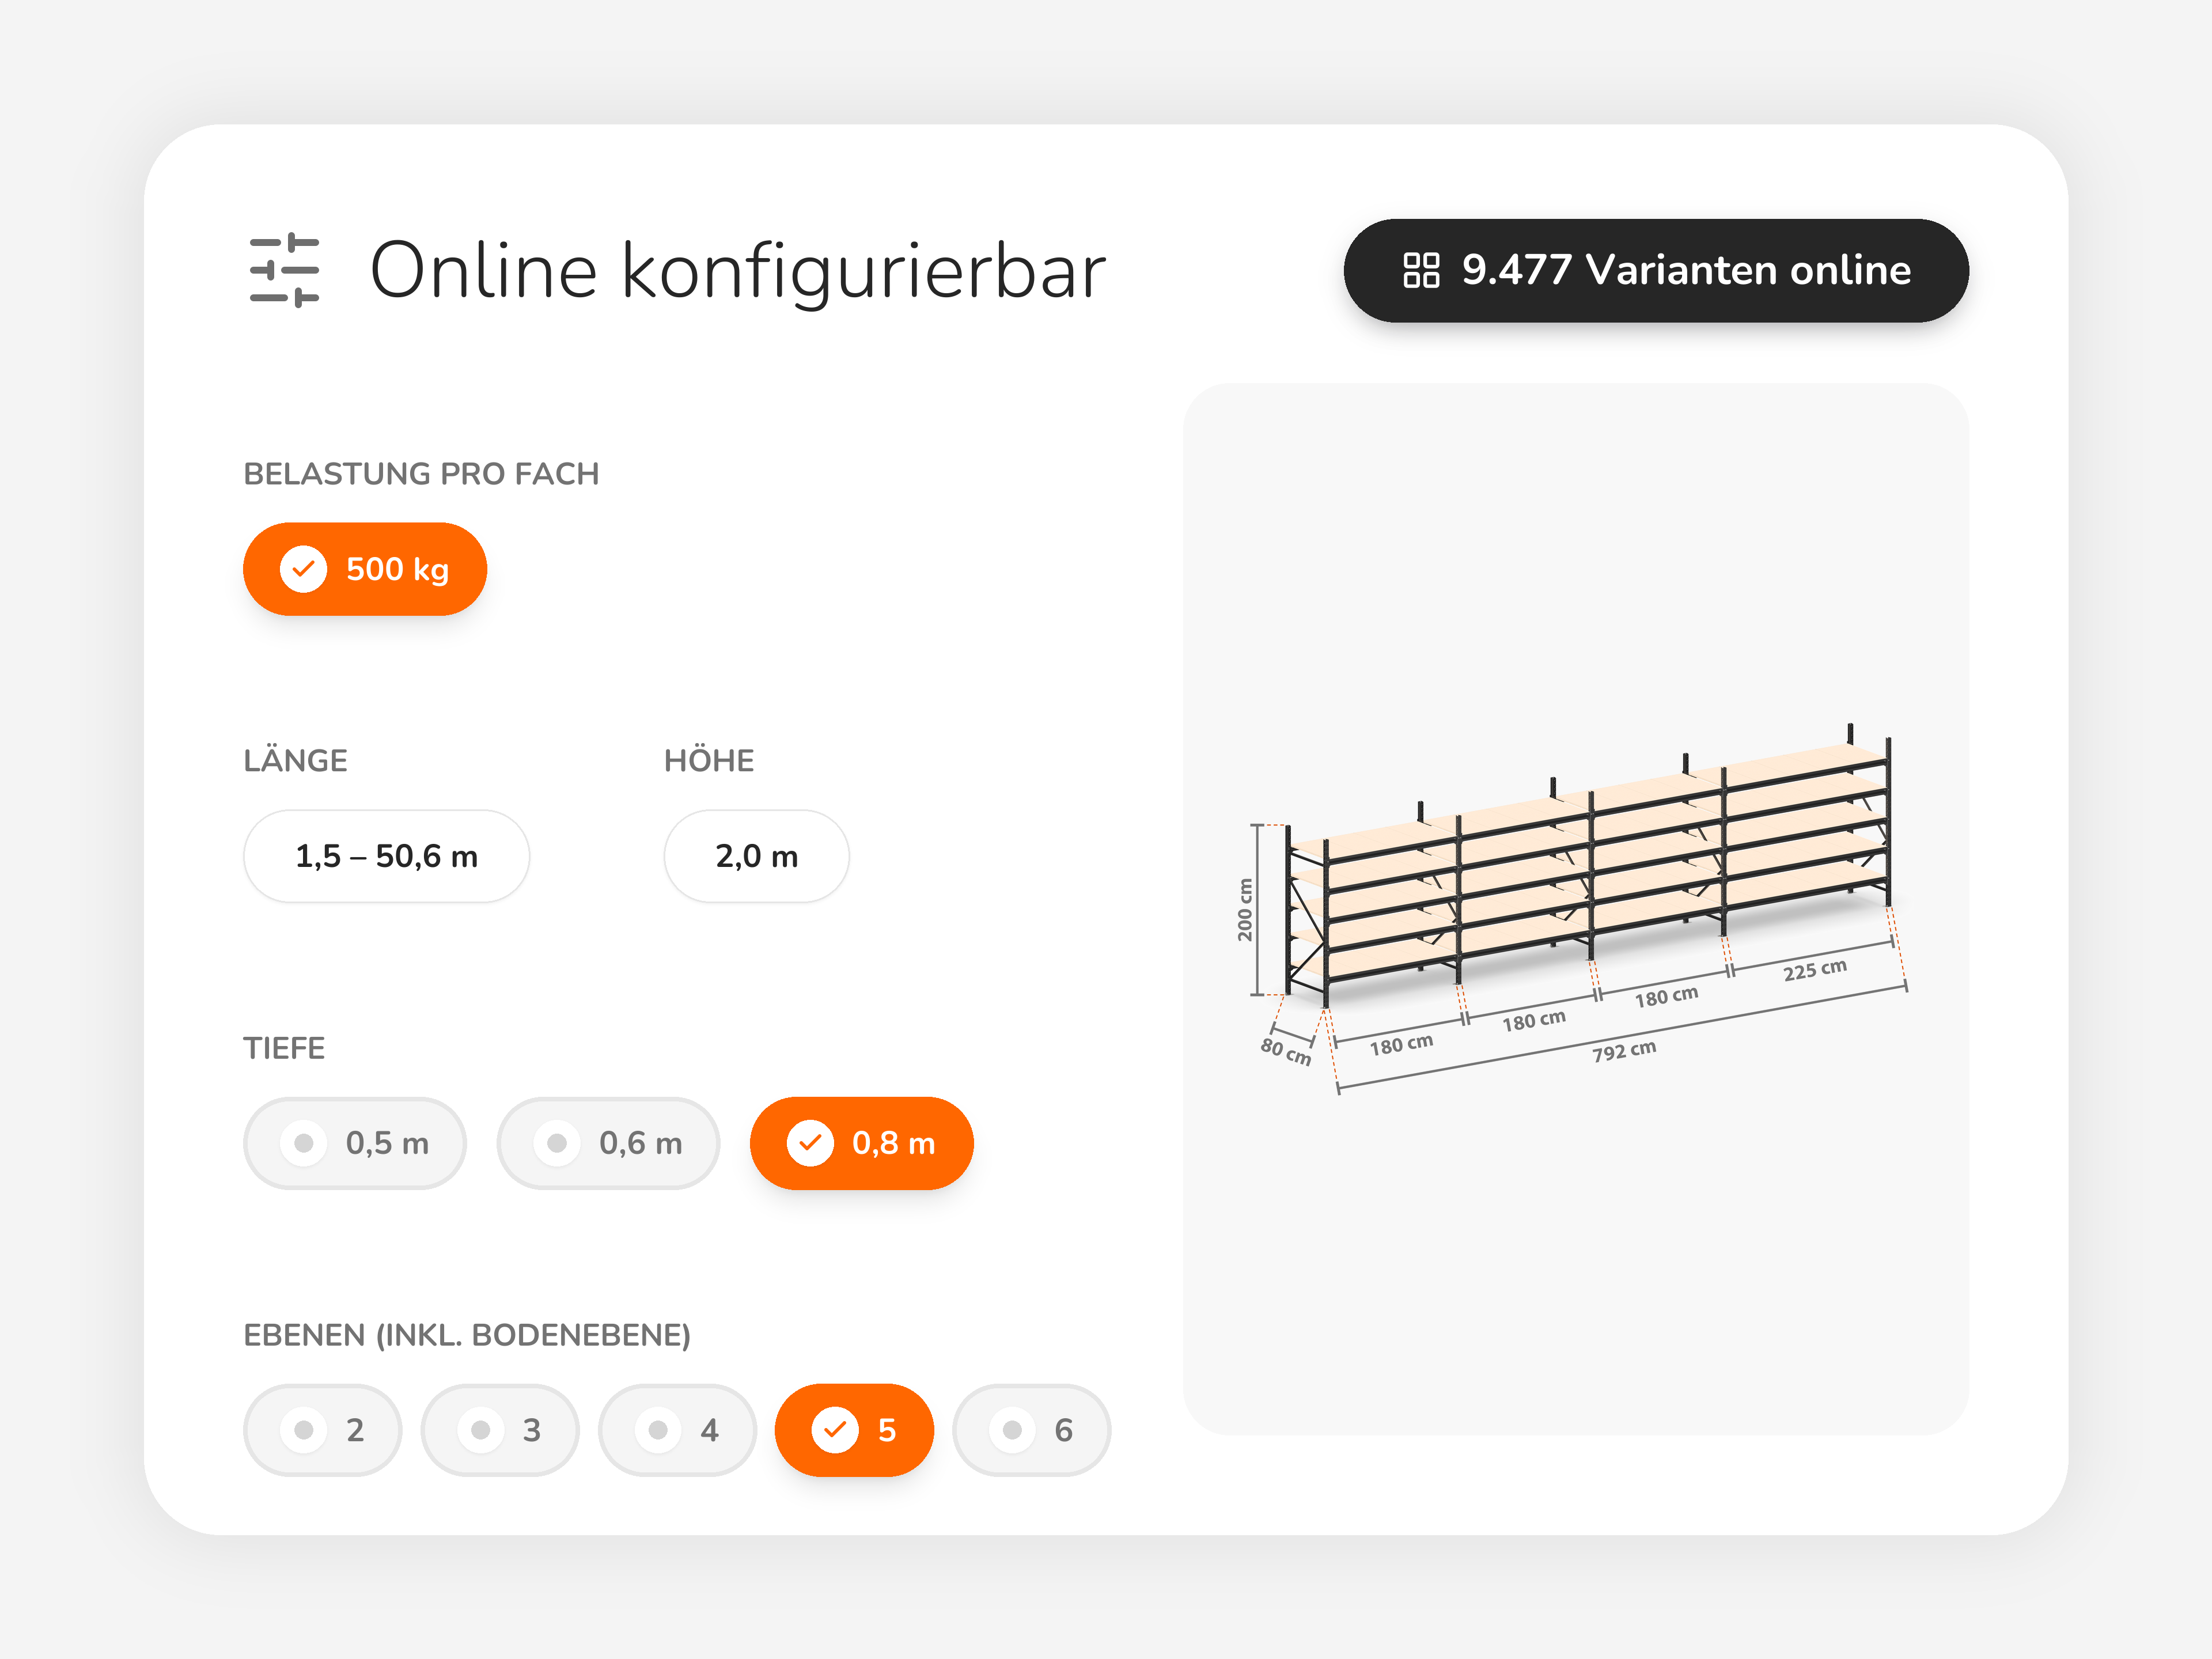 Online konfigurierbar
9.477 Varianten online
BELASTUNG PRO FACH
500 kg
LÄNGE
HÖHE
1,5 – 50,6 m
2,0 m
TIEFE
0,5 m
0,6 m
0,8 m
EBENEN (INKL. BODENEBENE)
2
3
4
5
6
200 cm
80 cm
180 cm
180 cm
180 cm
225 cm
792 cm